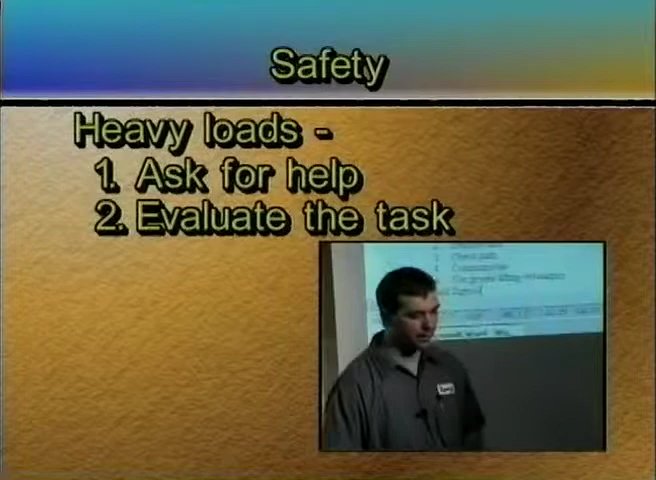 Safety
Heavy loads -
1. Ask for help
2. Evaluate the task